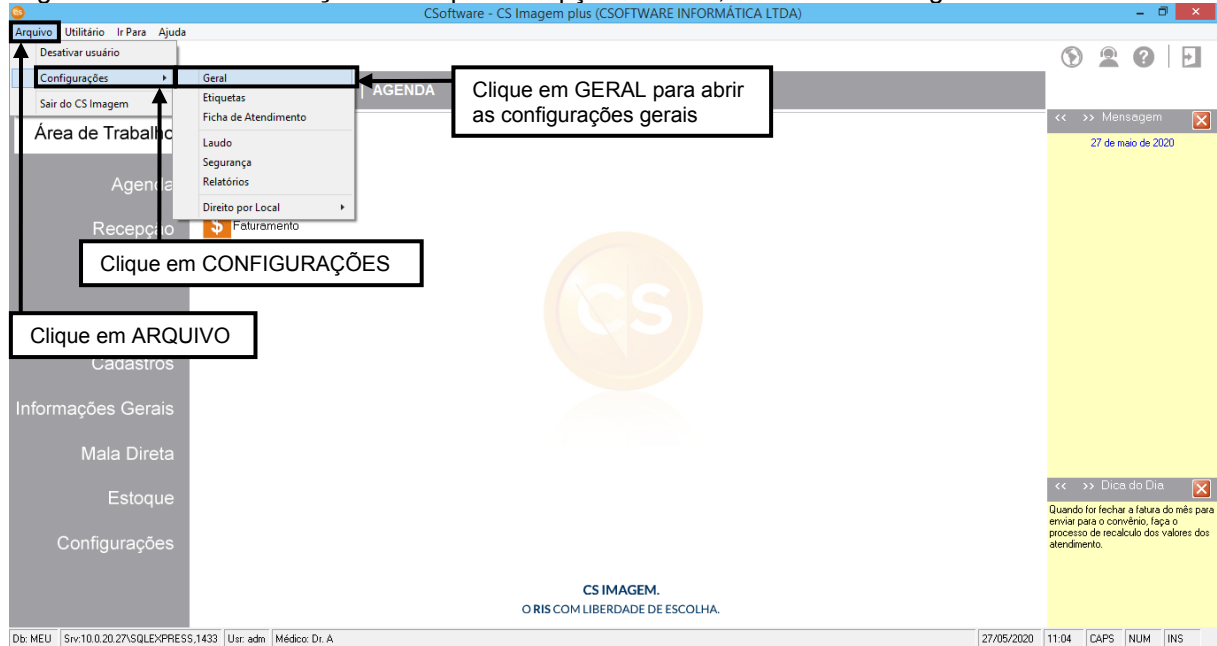 CSoftware - CS Imagem plus (CSOFTWARE INFORMÁTICA LTDA)
Arquivo Utilitário Ir Para Ajuda
Desativar usuário
Configurações
Sair do CS Imagem
Geral
Etiquetas
Ficha de Atendimento
Laudo
Segurança
Relatórios
Direito por Local
AGENDA
Clique em GERAL para abrir
as configurações gerais
Área de Trabalho
Agenda
Recepção
Faturamento
Clique em CONFIGURAÇÕES
Clique em ARQUIVO
Cadastros
Informações Gerais
Mala Direta
Estoque
Configurações
CS
CS IMAGEM.
O RIS COM LIBERDADE DE ESCOLHA.
<< >> Mensagem
27 de maio de 2020
<< >> Dica do Dia
Quando for fechar a fatura do mês para
enviar para o convênio, faça o
processo de recalculo dos valores dos
atendimento.
Db: MEU Srv:10.0.20.27\SQLEXPRESS,1433 Usr: adm Médico: Dr. A 27/05/2020 11:04 CAPS NUM INS